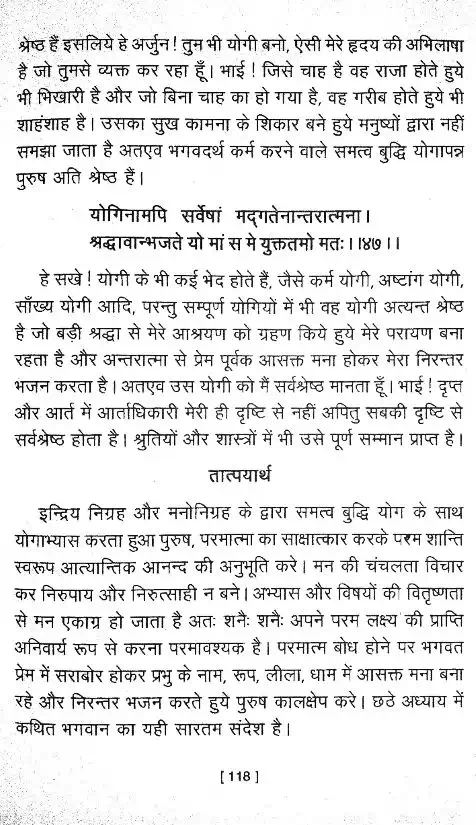 श्रेष्ठ हैं इसलिये हे अर्जुन ! तुम भी योगी बनो, ऐसी मेरे हृदय की अभिलाषा
है जो तुमसे व्यक्त कर रहा हूँ। भाई ! जिसे चाह है वह राजा होते हुये
भी भिखारी है और जो बिना चाह का हो गया है, वह गरीब होते हुये भी
शाहंशाह है। उसका सुख कामना के शिकार बने हुये मनुष्यों द्वारा नहीं
समझा जाता है अतएव भगवदर्थ कर्म करने वाले समत्व बुद्धि योगापन्न
पुरुष अति श्रेष्ठ हैं।
योगिनामपि सर्वेषां मद्गतेनान्तरात्मना।
श्रद्धावान्भजते यो मां स मे युक्ततमो मतः।।४७।।
हे सखे ! योगी के भी कई भेद होते हैं, जैसे कर्म योगी, अष्टांग योगी,
साँख्य योगी आदि, परन्तु सम्पूर्ण योगियों में भी वह योगी अत्यन्त श्रेष्ठ
है जो बड़ी श्रद्धा से मेरे आश्रयण को ग्रहण किये हुये मेरे परायण बना
रहता है और अन्तरात्मा से प्रेम पूर्वक आसक्त मना होकर मेरा निरन्तर
भजन करता है। अतएव उस योगी को मैं सर्वश्रेष्ठ मानता हूँ। भाई ! दृप्त
और आर्त में आर्ताधिकारी मेरी ही दृष्टि से नहीं अपितु सबकी दृष्टि से
सर्वश्रेष्ठ होता है। श्रुतियों और शास्त्रों में भी उसे पूर्ण सम्मान प्राप्त है।
तात्पयार्थ
इन्द्रिय निग्रह और मनोनिग्रह के द्वारा समत्व बुद्धि योग के साथ
योगाभ्यास करता हुआ पुरुष, परमात्मा का साक्षात्कार करके परम शान्ति
स्वरूप आत्यान्तिक आनन्द की अनुभूति करे। मन की चंचलता विचार
कर निरुपाय और निरुत्साही न बने। अभ्यास और विषयों की वितृष्णता
से मन एकाग्र हो जाता है अतः शनैः शनैः अपने परम लक्ष्य की प्राप्ति
अनिवार्य रूप से करना परमावश्यक है। परमात्म बोध होने पर भगवत
प्रेम में सराबोर होकर प्रभु के नाम, रूप, लीला, धाम में आसक्त मना बना
रहे और निरन्तर भजन करते हुये पुरुष कालक्षेप करे। छठे अध्याय में
कथित भगवान का यही सारतम संदेश है।
[ 118 ]